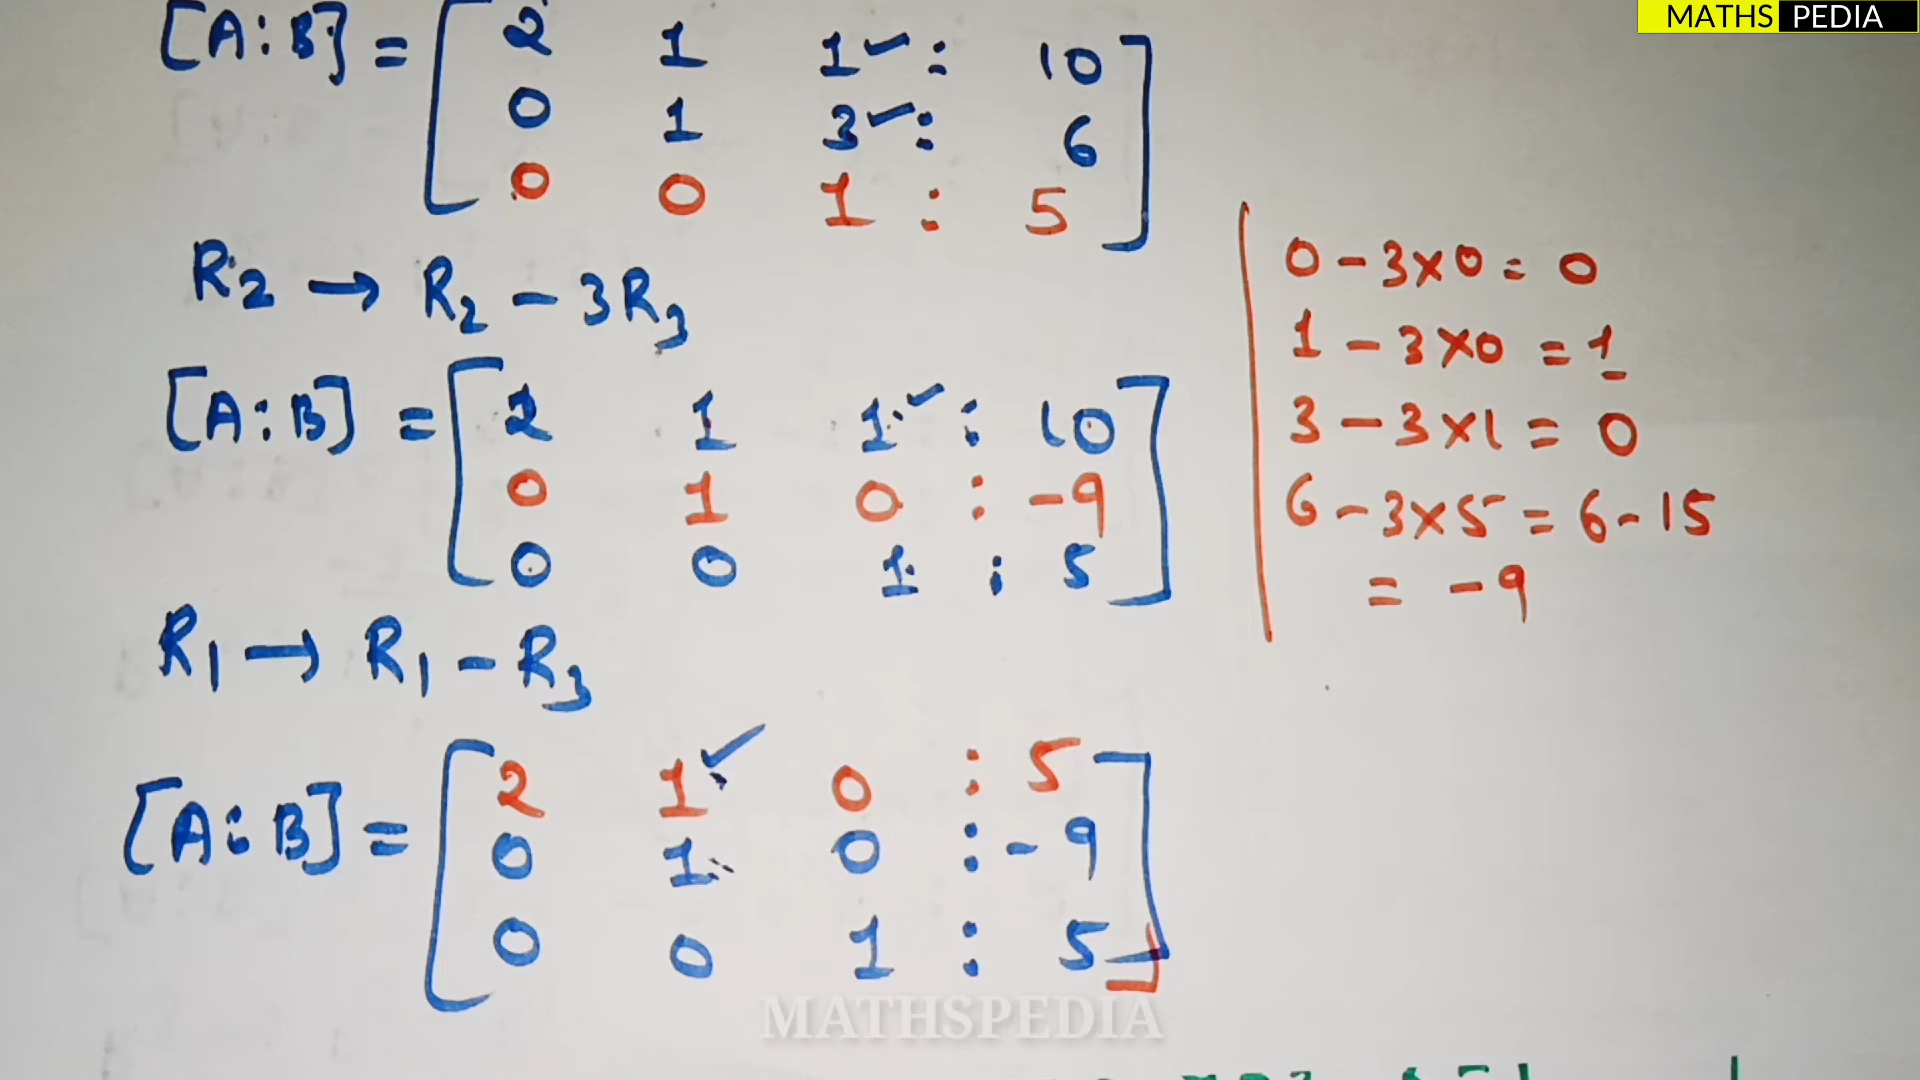 MATHS PEDIA
[A:B] = [ 2 1 1✓ : 10
0 1 3✓ : 6
0 0 1 : 5 ]
R2 → R2 - 3R3
0 - 3×0 = 0
1 - 3×0 = 1
3 - 3×1 = 0
6 - 3×5 = 6 - 15
= -9
[A:B] = [ 2 1 1✓ : 10
0 1 0 : -9
0 0 1 : 5 ]
R1 → R1 - R3
[A:B] = [ 2 1✓ 0 : 5
0 1 0 : -9
0 0 1 : 5 ]
MATHSPEDIA